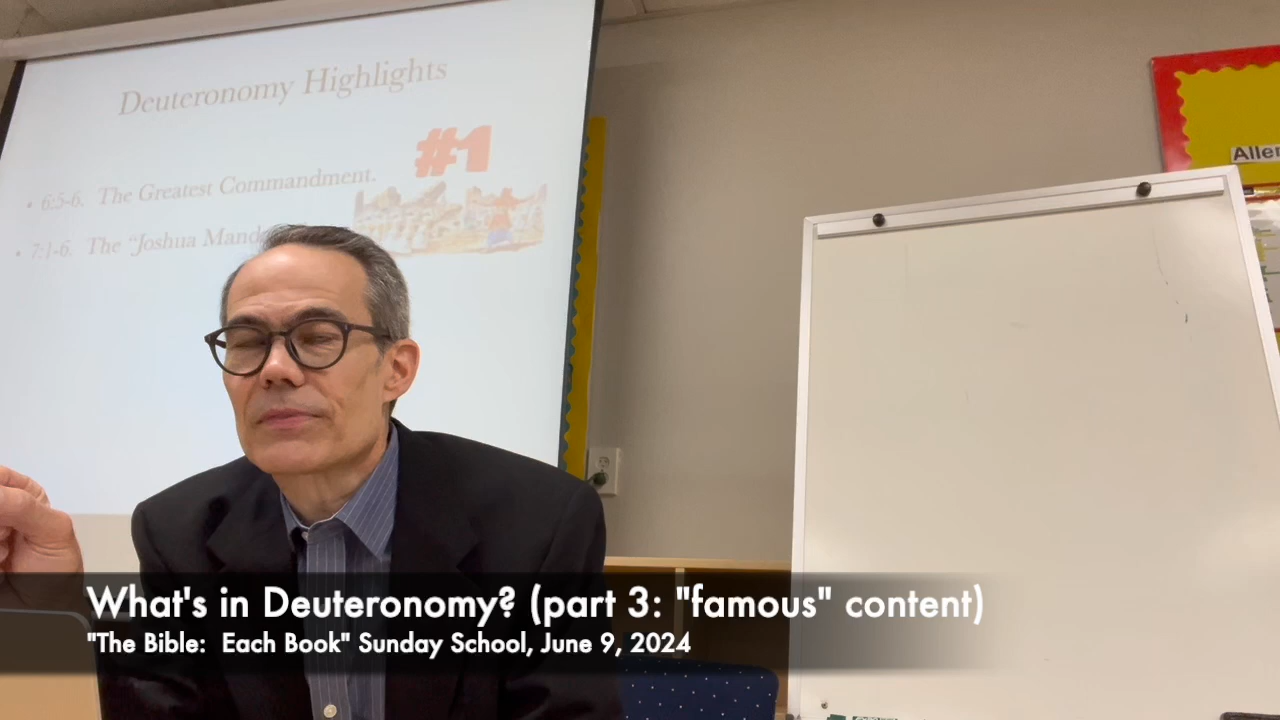 Deuteronomy Highlights
#1
• 6:5-6. The Greatest Commandment.
• 7:1-6. The "Joshua Mand
Aller
What's in Deuteronomy? (part 3: "famous" content)
"The Bible: Each Book" Sunday School, June 9, 2024